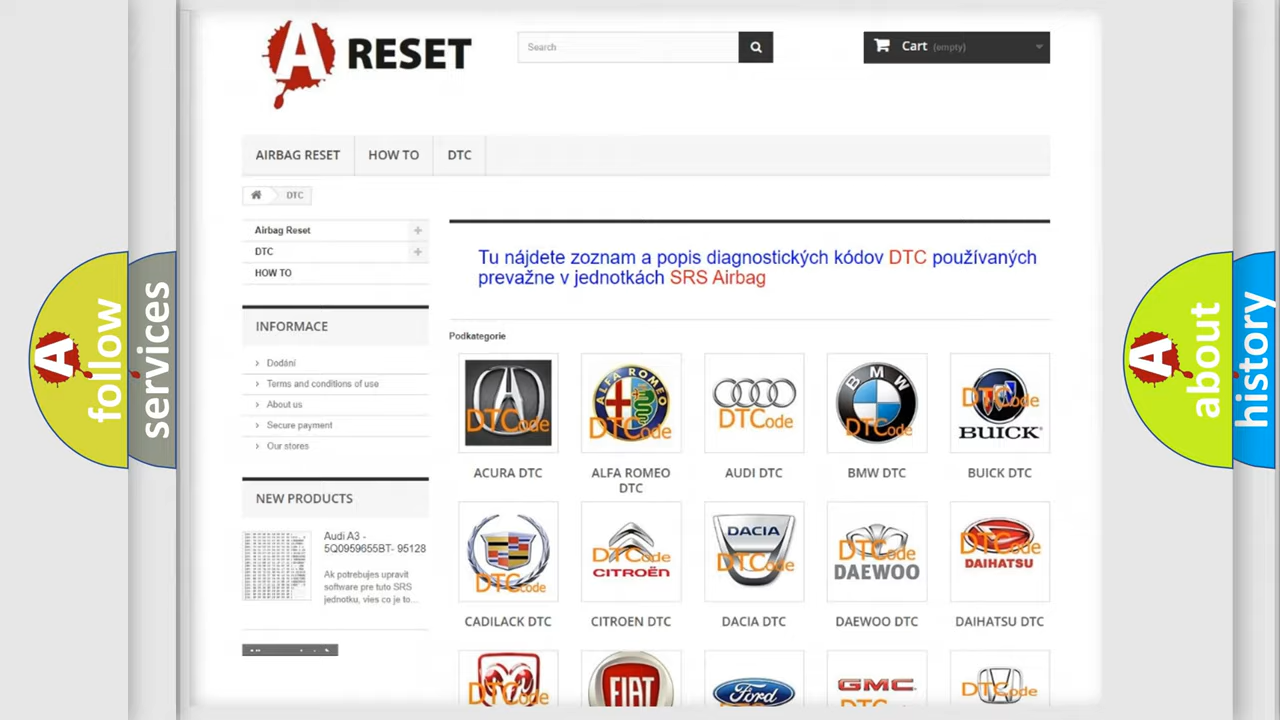 A RESET
Search
Cart (empty)
AIRBAG RESET
HOW TO
DTC
DTC
Airbag Reset
DTC
HOW TO
Tu nájdete zoznam a popis diagnostických kódov DTC používaných
prevažne v jednotkách SRS Airbag
INFORMACE
Dodání
Terms and conditions of use
About us
Secure payment
Our stores
NEW PRODUCTS
Audi A3 -
5Q0959655BT- 95128
Ak potrebujes upravit
software pre tuto SRS
jednotku, vies co je to...
Podkategorie
DTCode
ALFA ROMEO
DTCode
DTCode
BMW
DTCode
DTCode
BUICK
ACURA DTC
ALFA ROMEO
DTC
AUDI DTC
BMW DTC
BUICK DTC
DTCode
DTCode
CITROËN
DACIA
DTCode
DTCode
DAEWOO
DTCode
DAIHATSU
CADILACK DTC
CITROEN DTC
DACIA DTC
DAEWOO DTC
DAIHATSU DTC
DTCode
FIAT
Ford
GMC
DTCode
A follow
services
A about
history